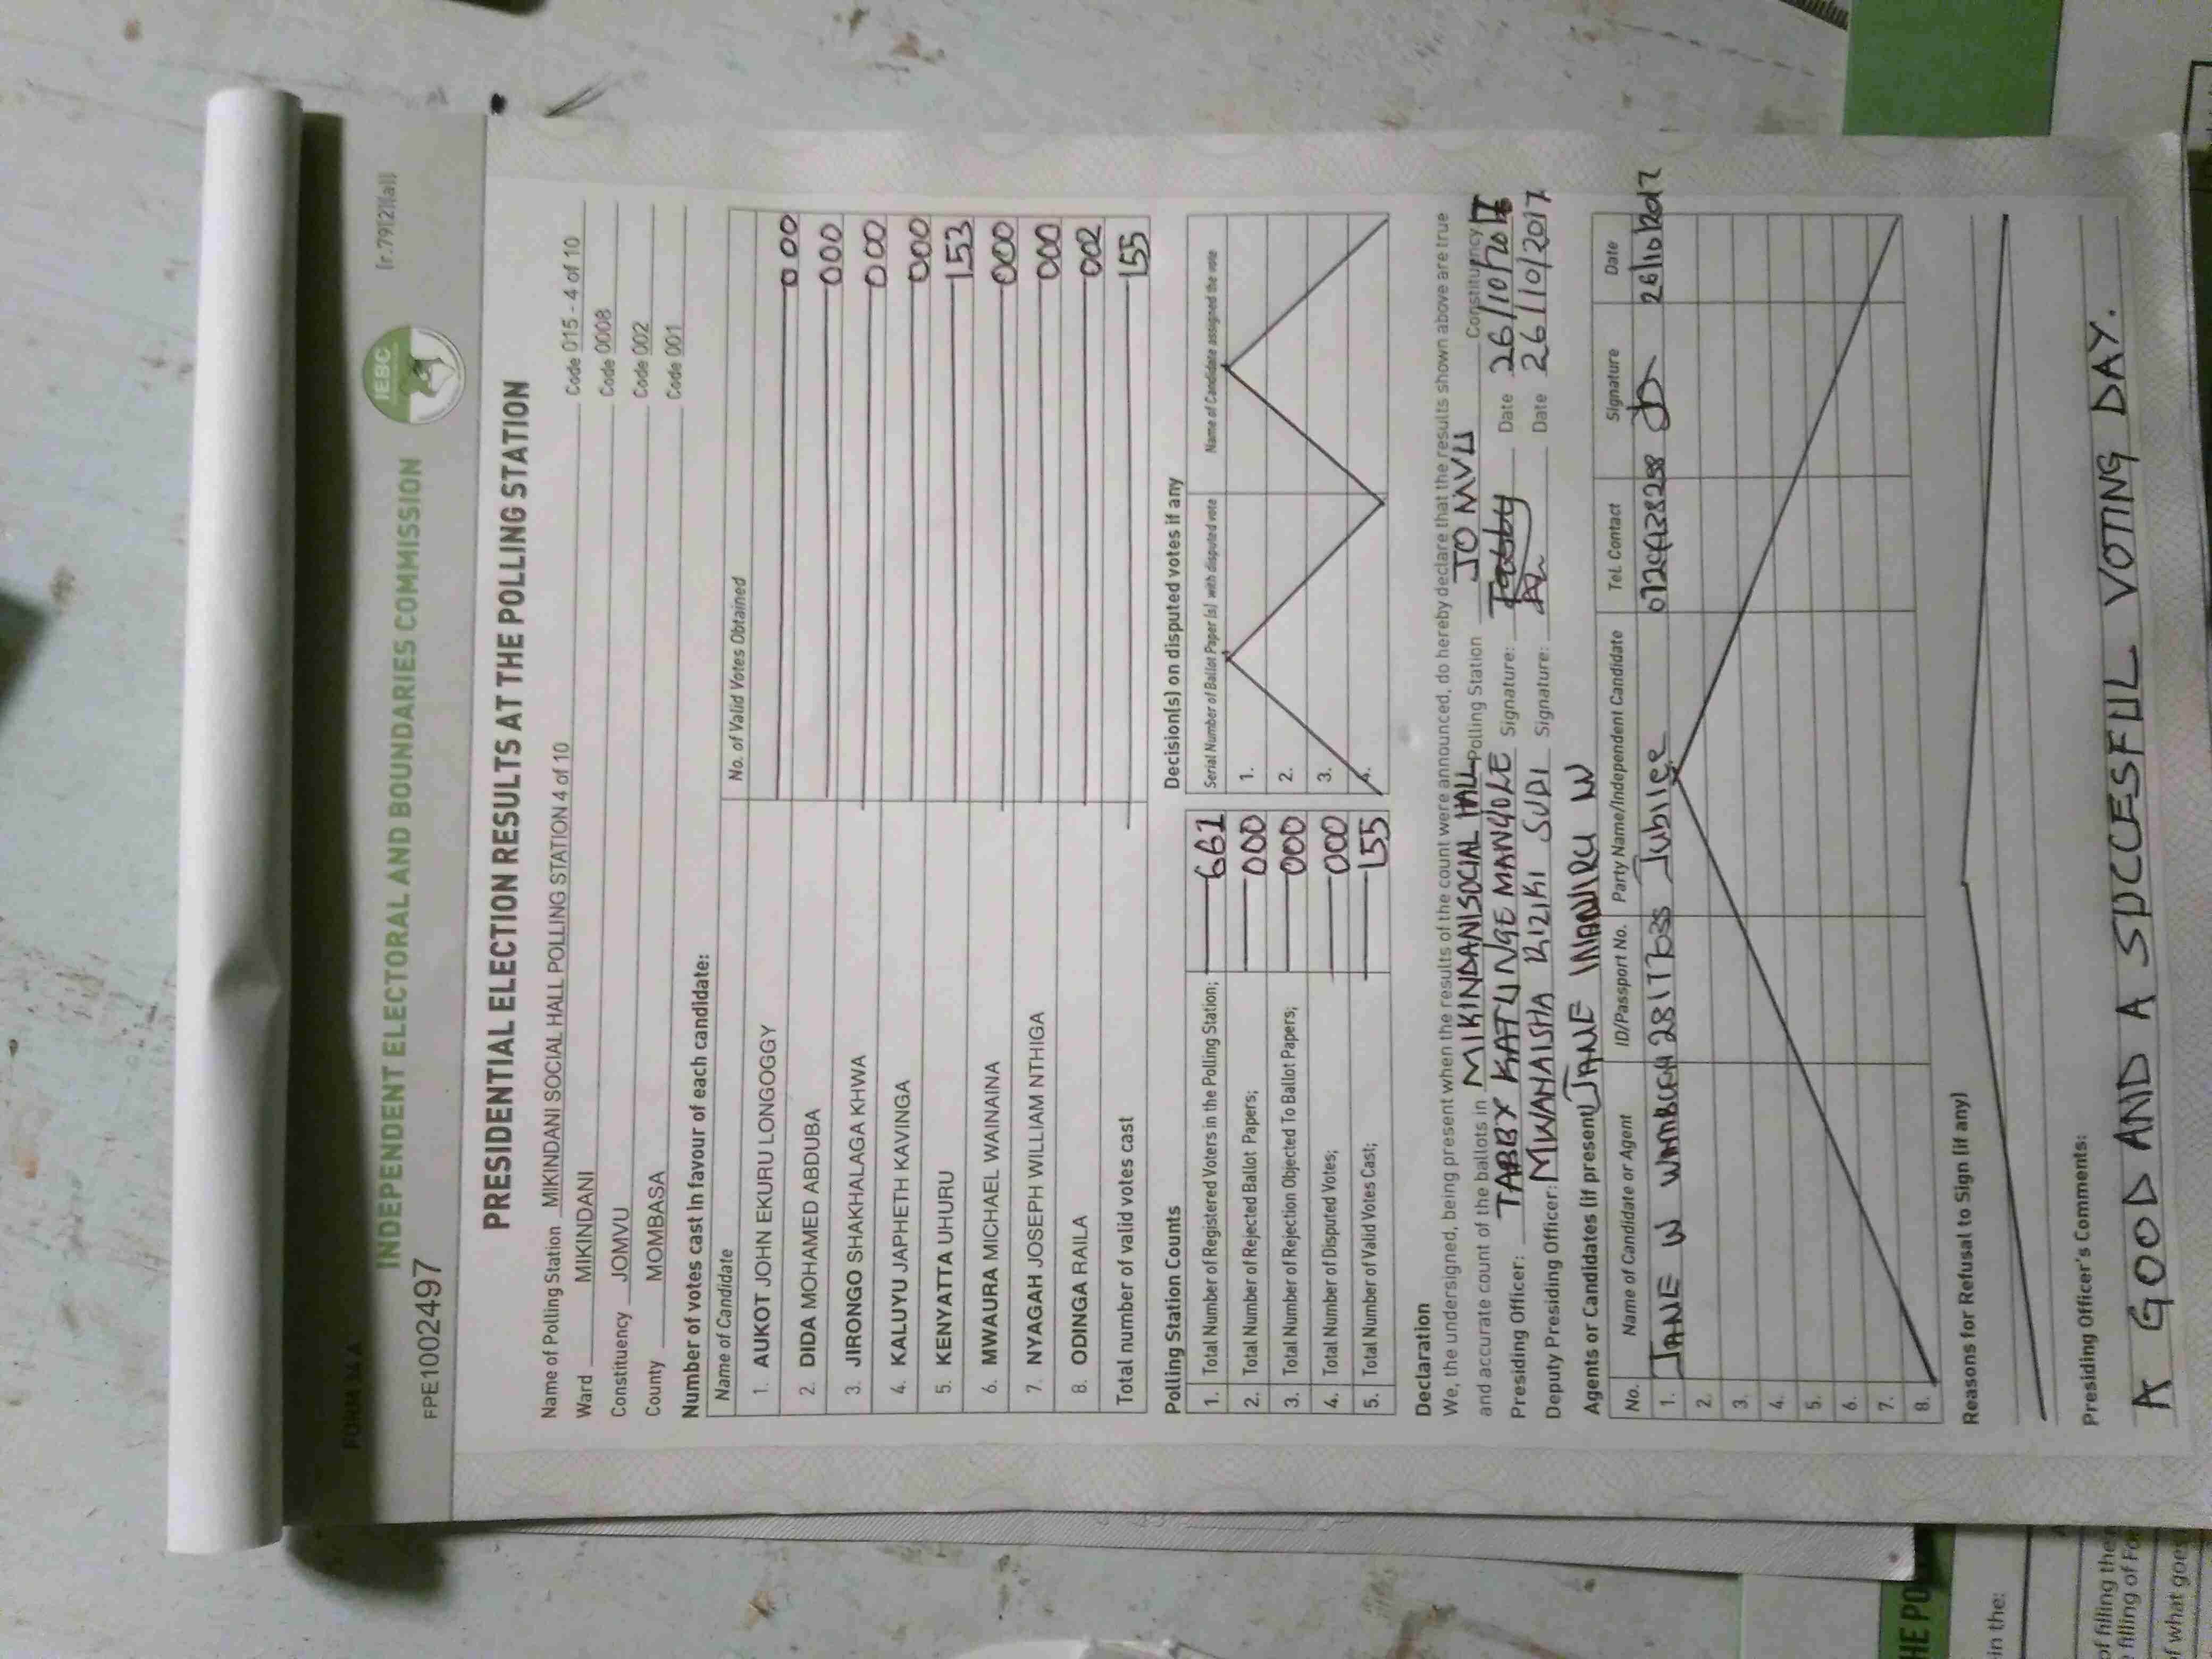 FORM 34 A
[r.79(2)(a)]
IEBC
INDEPENDENT ELECTORAL AND BOUNDARIES COMMISSION
FPE1002497
PRESIDENTIAL ELECTION RESULTS AT THE POLLING STATION
Name of Polling Station MIKINDANI SOCIAL HALL POLLING STATION 4 of 10 Code 015 - 4 of 10
Ward MIKINDANI Code 0008
Constituency JOMVU Code 002
County MOMBASA Code 001
Number of votes cast in favour of each candidate:
Name of Candidate No. of Valid Votes Obtained
1. AUKOT JOHN EKURU LONGOGGY 000
2. DIDA MOHAMED ABDUBA 000
3. JIRONGO SHAKHALAGA KHWA 000
4. KALUYU JAPHETH KAVINGA 000
5. KENYATTA UHURU 153
6. MWAURA MICHAEL WAINAINA 000
7. NYAGAH JOSEPH WILLIAM NTHIGA 000
8. ODINGA RAILA 002
Total number of valid votes cast 155
Polling Station Counts
1. Total Number of Registered Voters in the Polling Station; 661
2. Total Number of Rejected Ballot Papers; 000
3. Total Number of Rejection Objected To Ballot Papers; 000
4. Total Number of Disputed Votes; 000
5. Total Number of Valid Votes Cast; 155
Decision(s) on disputed votes if any
Serial Number of Ballot Paper (s) with disputed vote Name of Candidate assigned the vote
1.
2.
3.
4.
Declaration
We, the undersigned, being present when the results of the count were announced, do hereby declare that the results shown above are true
and accurate count of the ballots in MIKINDANI SOCIAL HALL Polling Station JOMVU Constituency
Presiding Officer: TABBY KATUNGE MANGOLE Signature: Date 26/10/2017
Deputy Presiding Officer: MWANAISHA RIZIKI SUDI Signature: Date 26/10/2017
Agents or Candidates (if present) JANE W
No. Name of Candidate or Agent ID/Passport No. Party Name/Independent Candidate Tel. Contact Signature Date
1. JANE W Jubilee 26/10/2017
2.
3.
4.
5.
6.
7.
8.
Reasons for Refusal to Sign (if any)
Presiding Officer's Comments:
A GOOD AND A SUCCESFUL VOTING DAY.
THE PO
in the:
of filling the
filling of Fo
of what goes